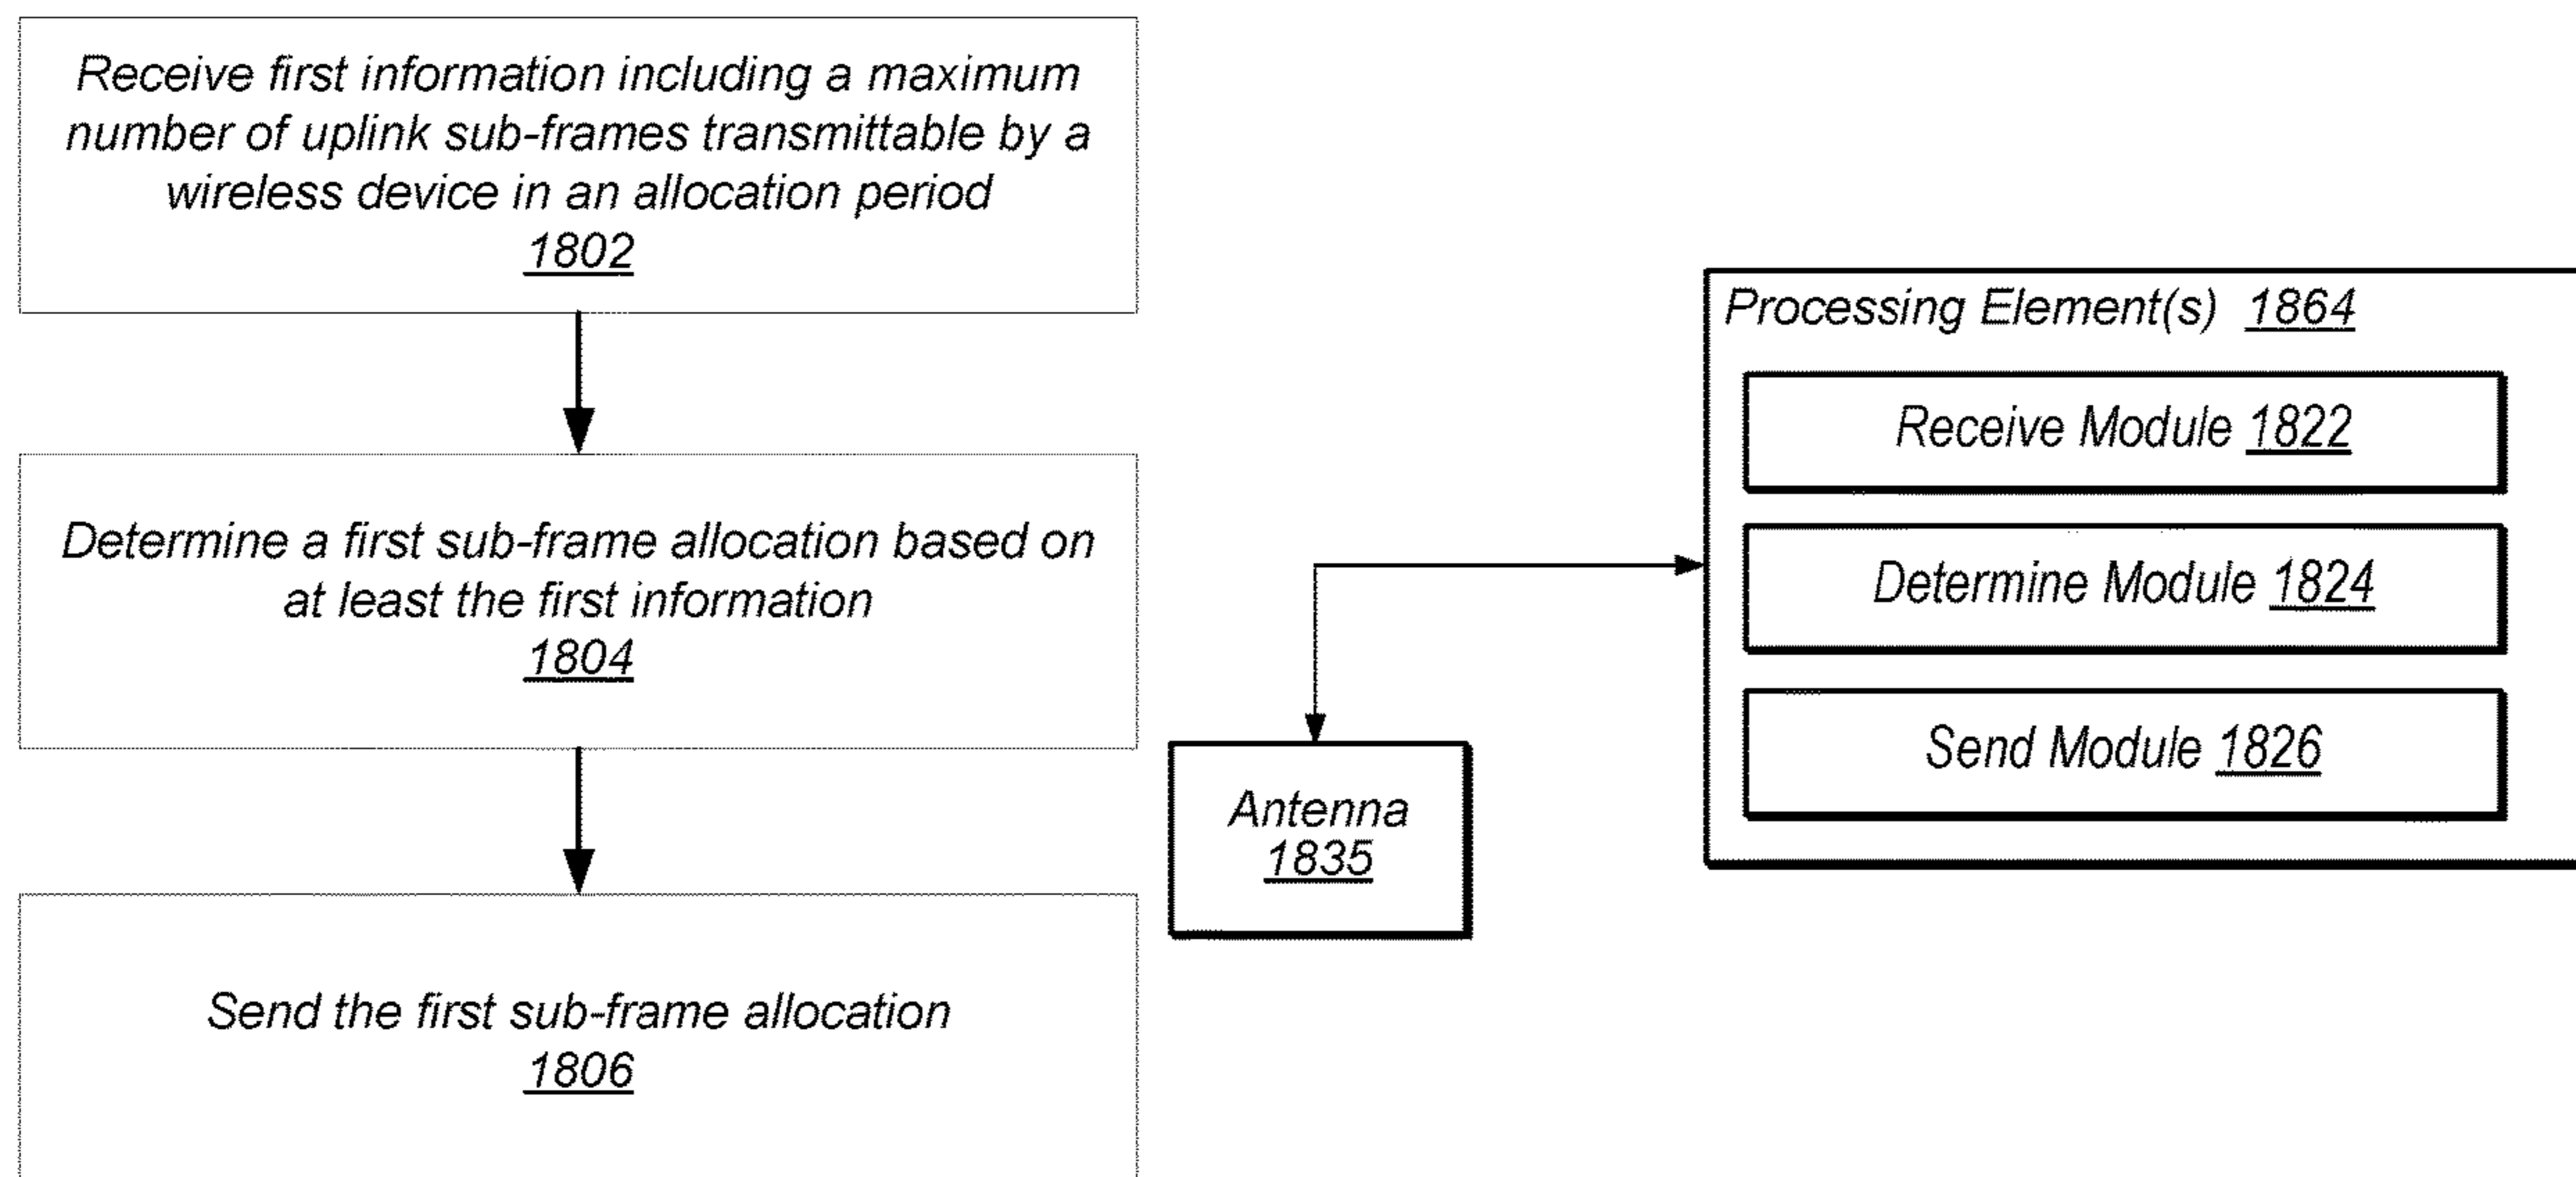 Receive first information including a maximum
number of uplink sub-frames transmittable by a
wireless device in an allocation period
1802
Determine a first sub-frame allocation based on
at least the first information
1804
Send the first sub-frame allocation
1806
Antenna
1835
Processing Element(s) 1864
Receive Module 1822
Determine Module 1824
Send Module 1826